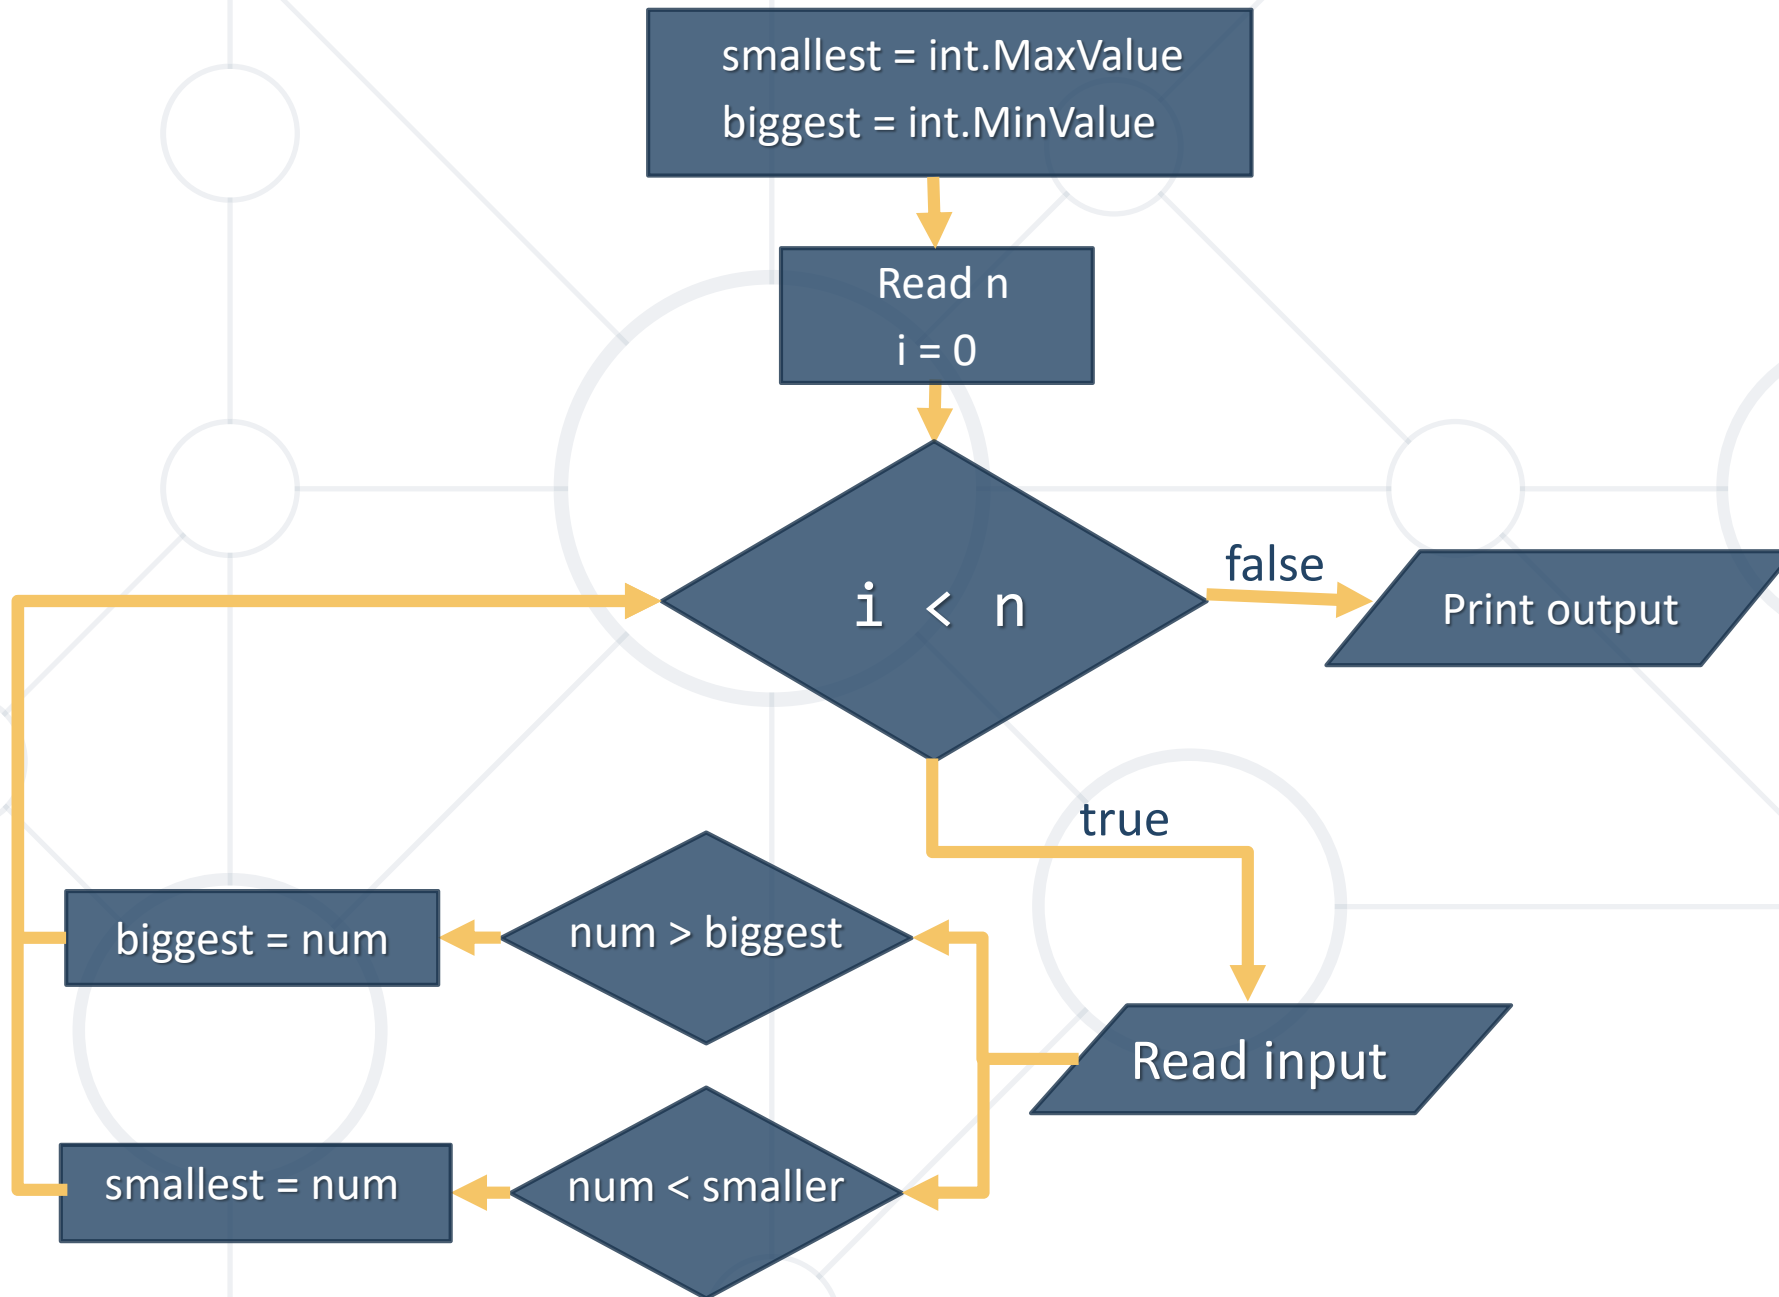 smallest = int.MaxValue
biggest = int.MinValue
Read n
i = 0
i < n
false
Print output
true
num > biggest
biggest = num
Read input
num < smaller
smallest = num